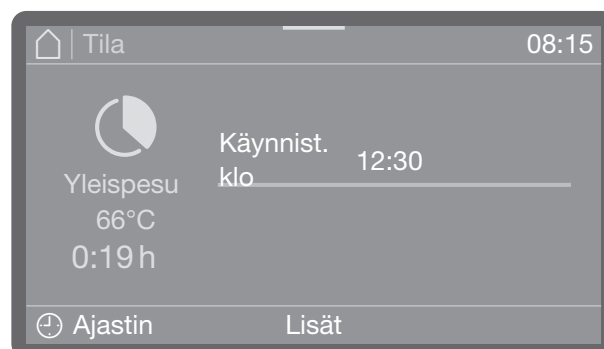 Tila 08:15
Käynnist.
klo 12:30
Yleispesu
66°C
0:19 h
Ajastin Lisät